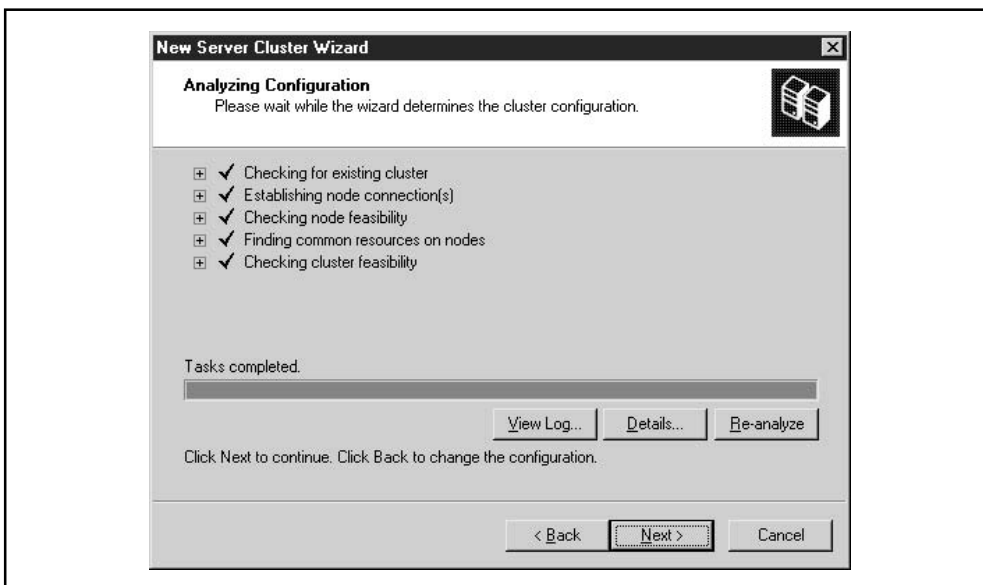 New Server Cluster Wizard
Analyzing Configuration
Please wait while the wizard determines the cluster configuration.
Checking for existing cluster
Establishing node connection(s)
Checking node feasibility
Finding common resources on nodes
Checking cluster feasibility
Tasks completed.
View Log... Details... Re-analyze
Click Next to continue. Click Back to change the configuration.
< Back Next > Cancel